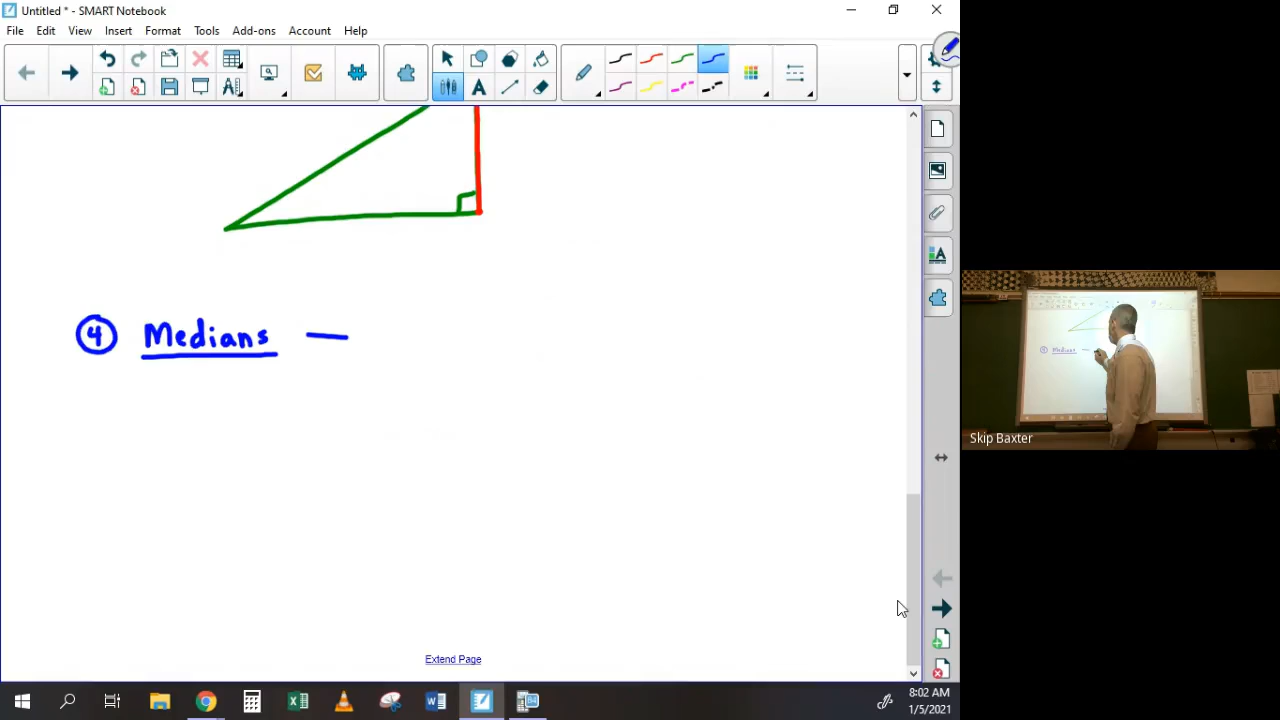 Untitled * - SMART Notebook
File Edit View Insert Format Tools Add-ons Account Help
④ Medians —
Skip Baxter
Extend Page
8:02 AM
1/5/2021